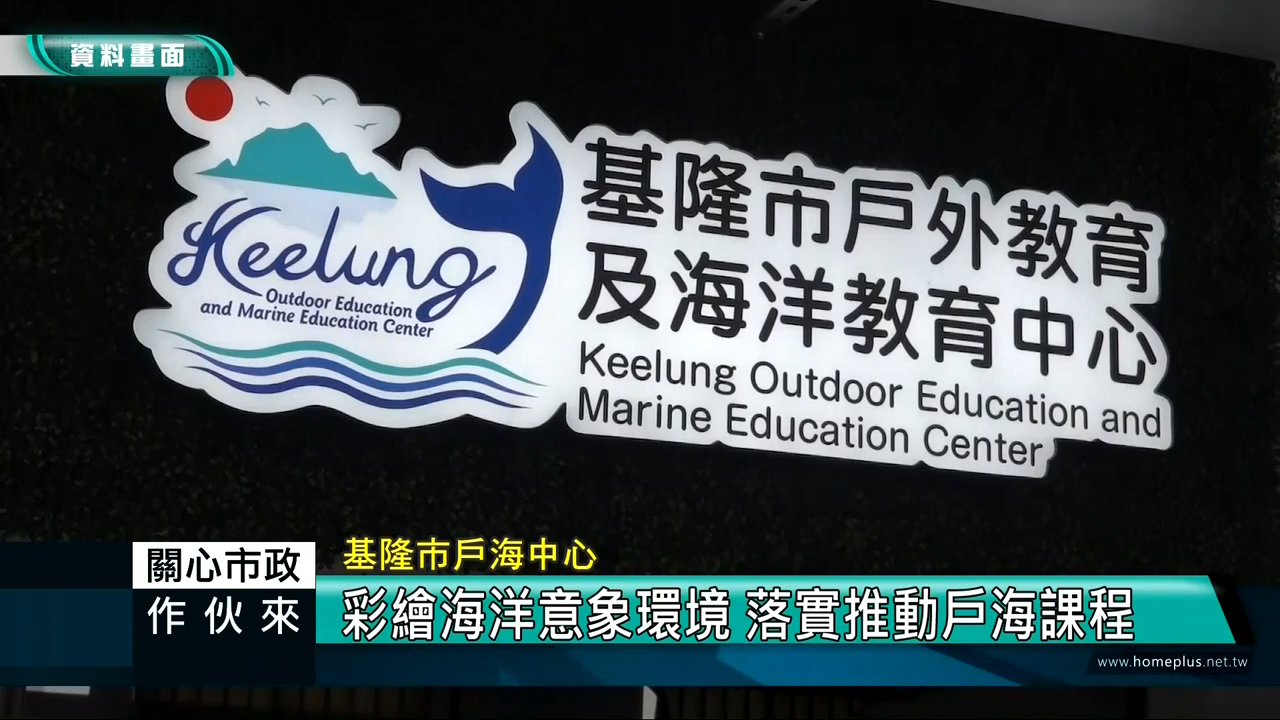 資料畫面
Keelung
Outdoor Education
and Marine Education Center
基隆市戶外教育
及海洋教育中心
Keelung Outdoor Education and
Marine Education Center
關心市政
作伙來
基隆市戶海中心
彩繪海洋意象環境 落實推動戶海課程
www.homeplus.net.tw